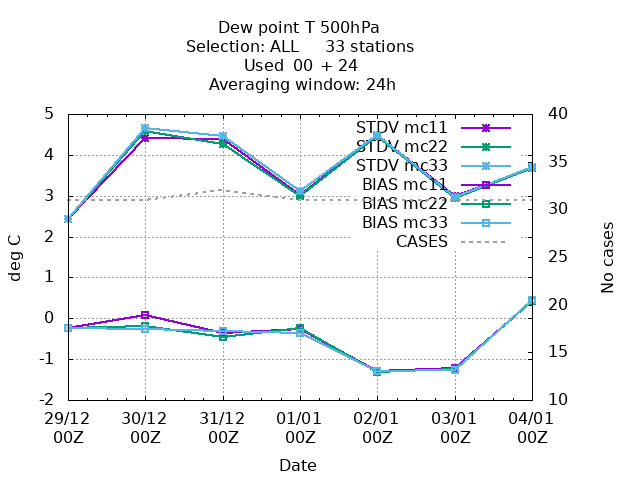 Dew point T 500hPa
Selection: ALL 33 stations
Used 00 + 24
Averaging window: 24h
5
4
3
2
1
0
-1
-2
deg C
STDV mc11
STDV mc22
STDV mc33
BIAS mc11
BIAS mc22
BIAS mc33
CASES
40
35
30
25
20
15
10
No cases
29/12 30/12 31/12 01/01 02/01 03/01 04/01
00Z 00Z 00Z 00Z 00Z 00Z 00Z
Date